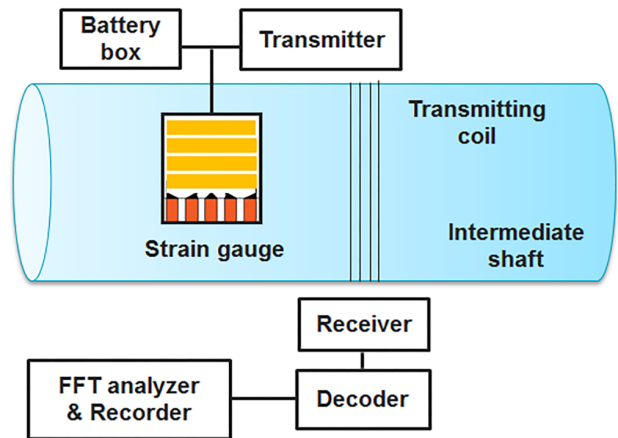 Battery
box
Transmitter
Transmitting
coil
Strain gauge
Intermediate
shaft
Receiver
FFT analyzer
& Recorder
Decoder